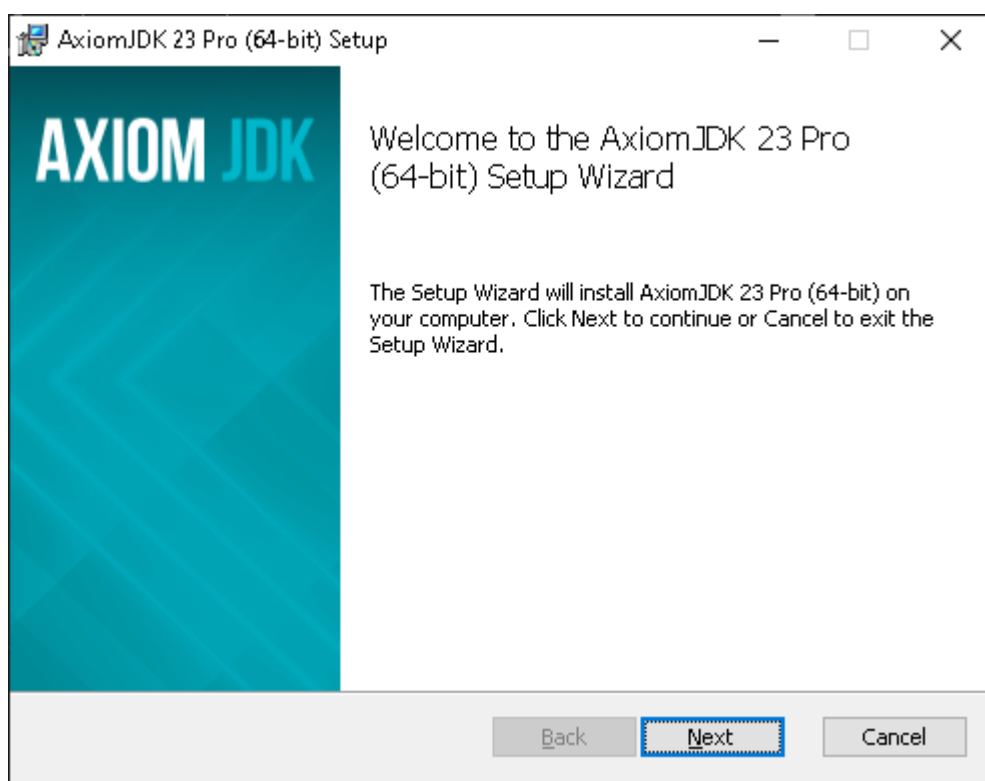 AxiomJDK 23 Pro (64-bit) Setup
AXIOM JDK
Welcome to the AxiomJDK 23 Pro
(64-bit) Setup Wizard
The Setup Wizard will install AxiomJDK 23 Pro (64-bit) on
your computer. Click Next to continue or Cancel to exit the
Setup Wizard.
Back
Next
Cancel